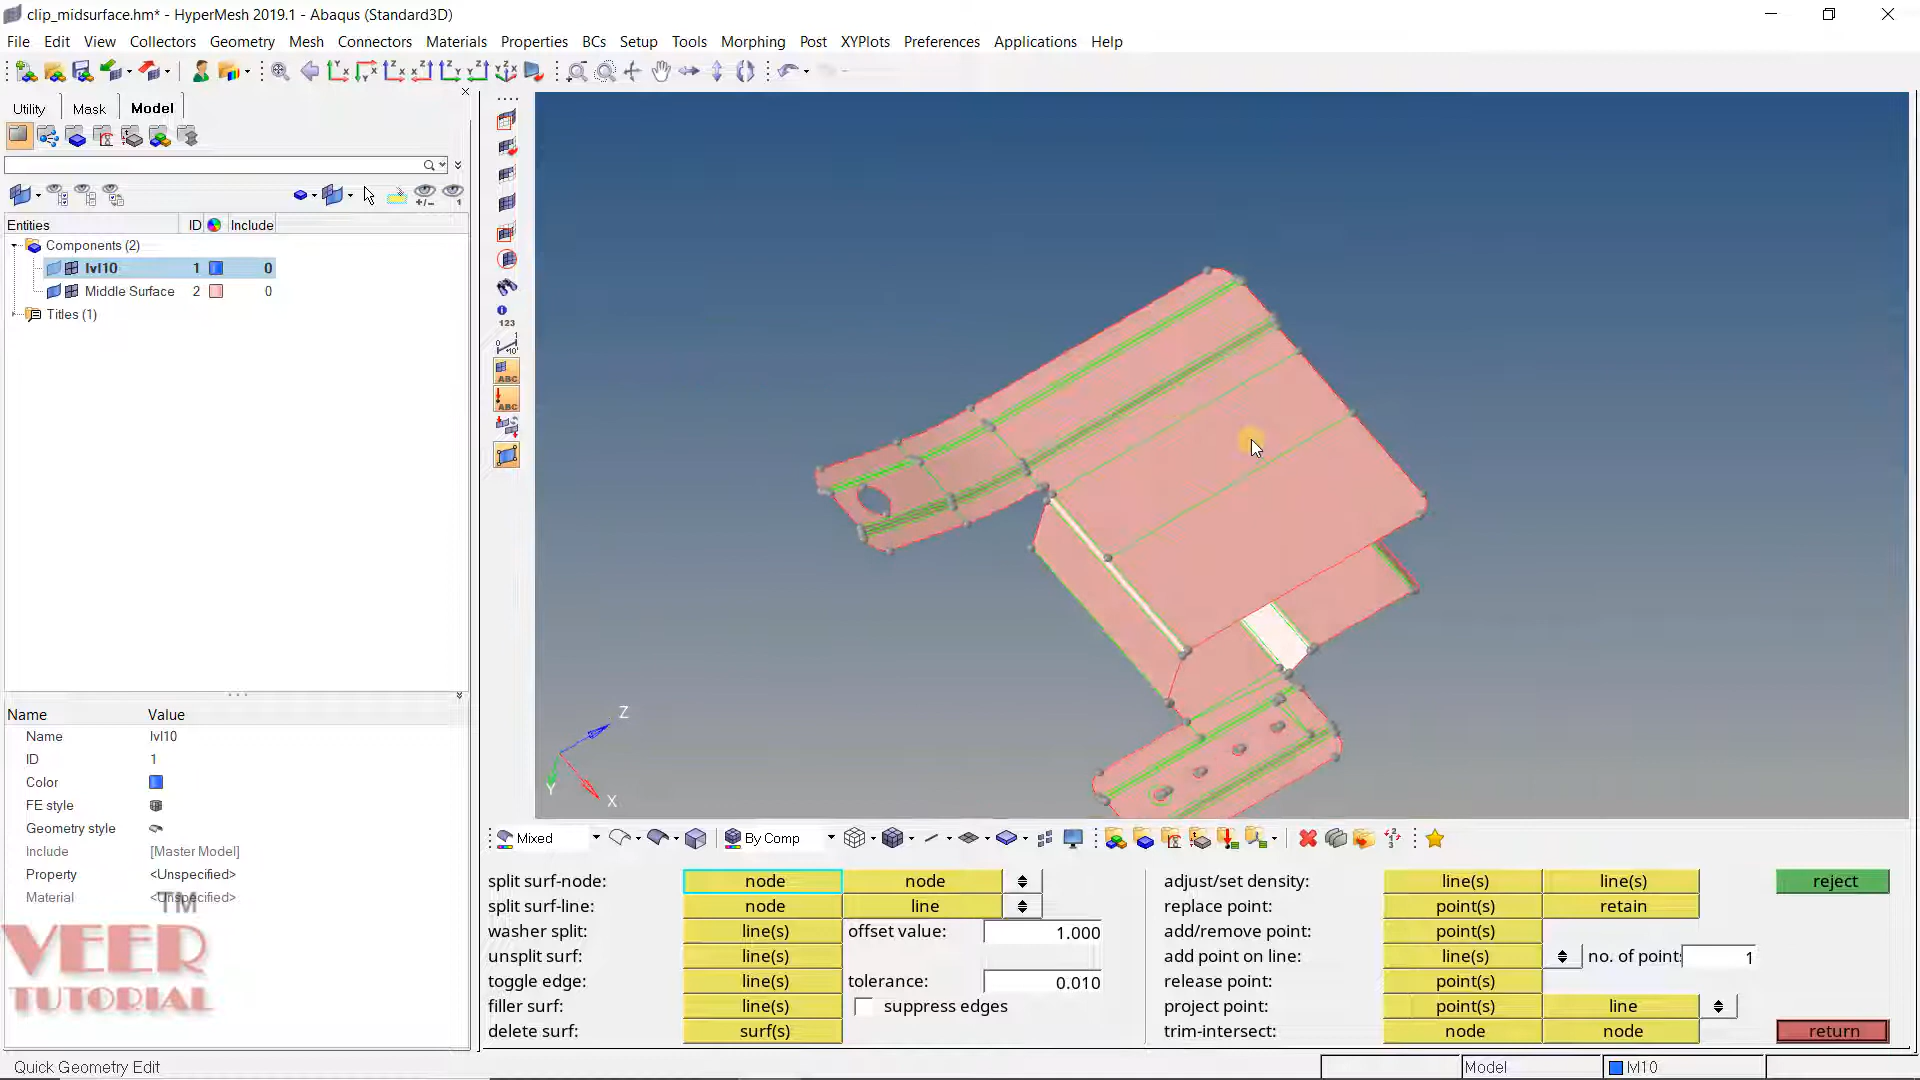 clip_midsurface.hm* - HyperMesh 2019.1 - Abaqus (Standard3D)
File Edit View Collectors Geometry Mesh Connectors Materials Properties BCs Setup Tools Morphing Post XYPlots Preferences Applications Help
Utility Mask Model
Entities ID Include
Components (2)
lvl10 1 0
Middle Surface 2 0
Titles (1)
Name Value
Name lvl10
ID 1
Color
FE style
Geometry style
Include [Master Model]
Property <Unspecified>
Material <Unspecified>
TM
VEER
TUTORIAL
123
ABC
ABC
Z
Y
X
Mixed By Comp
split surf-node: node node
split surf-line: node line
washer split: line(s) offset value: 1.000
unsplit surf: line(s)
toggle edge: line(s) tolerance: 0.010
filler surf: line(s) suppress edges
delete surf: surf(s)
adjust/set density: line(s) line(s) reject
replace point: point(s) retain
add/remove point: point(s)
add point on line: line(s) no. of point 1
release point: point(s)
project point: point(s) line
trim-intersect: node node return
Quick Geometry Edit Model lvl10